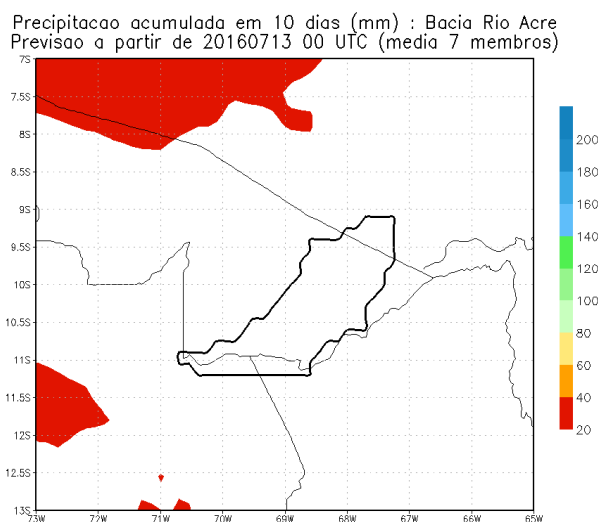 Precipitacao acumulada em 10 dias (mm) : Bacia Rio Acre
Previsao a partir de 20160713 00 UTC (media 7 membros)
7S
7.5S
8S
8.5S
9S
9.5S
10S
10.5S
11S
11.5S
12S
12.5S
13S
73W 72W 71W 70W 69W 68W 67W 66W 65W
200
180
160
140
120
100
80
60
40
20